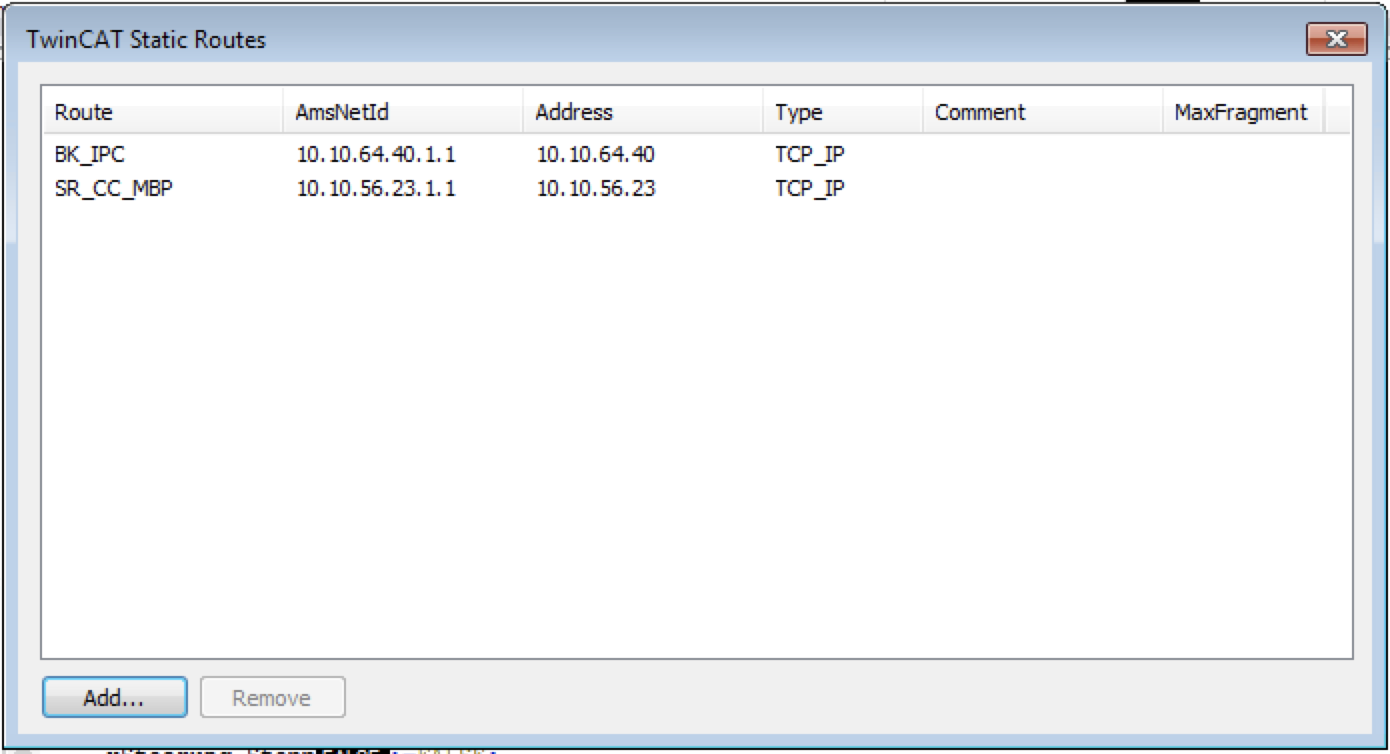 TwinCAT Static Routes
Route AmsNetId Address Type Comment MaxFragment
BK_IPC 10.10.64.40.1.1 10.10.64.40 TCP_IP
SR_CC_MBP 10.10.56.23.1.1 10.10.56.23 TCP_IP
Add... Remove